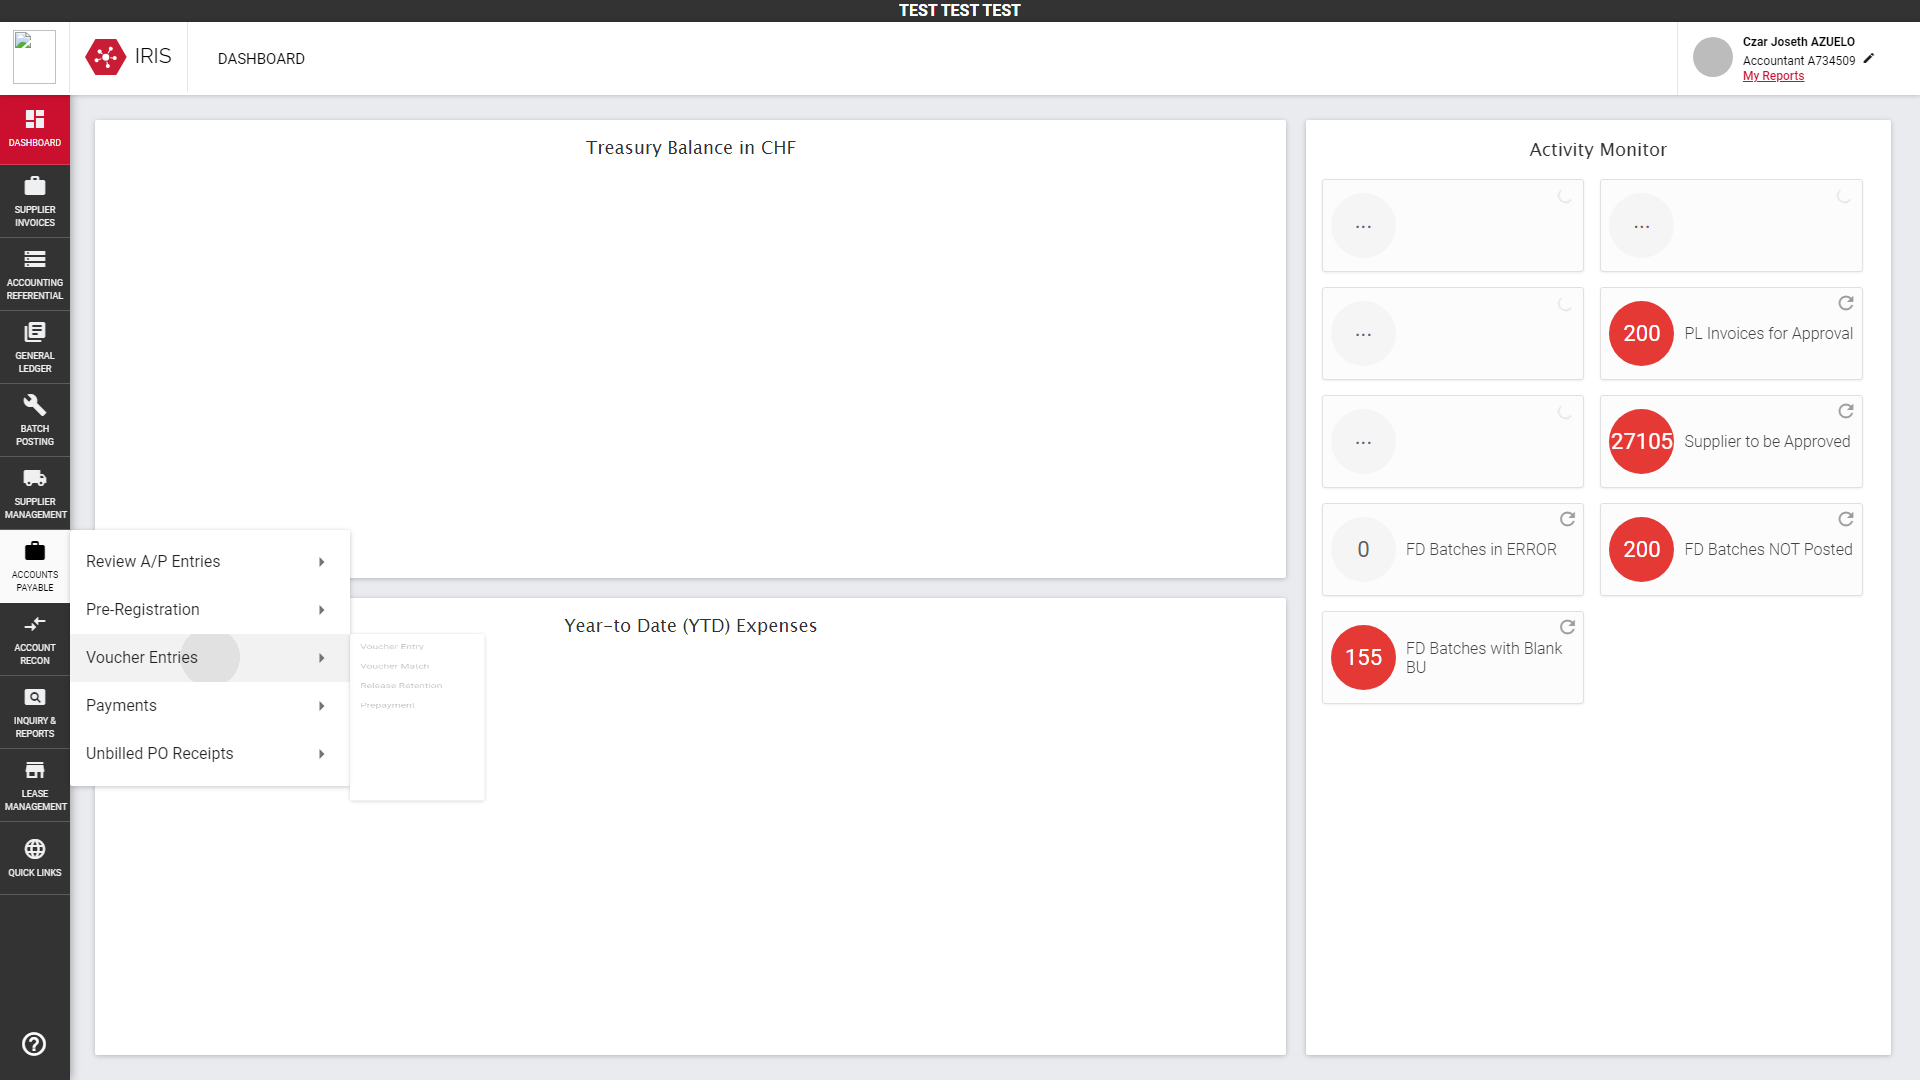 TEST TEST TEST
IRIS
DASHBOARD
Czar Joseth AZUELO
Accountant A734509
My Reports
DASHBOARD
SUPPLIER
INVOICES
ACCOUNTING
REFERENTIAL
GENERAL
LEDGER
BATCH
POSTING
SUPPLIER
MANAGEMENT
ACCOUNTS
PAYABLE
ACCOUNT
RECON
INQUIRY &
REPORTS
LEASE
MANAGEMENT
QUICK LINKS
Review A/P Entries
Pre-Registration
Voucher Entries
Payments
Unbilled PO Receipts
Voucher Entry
Voucher Match
Release Retention
Prepayment
Treasury Balance in CHF
Year-to Date (YTD) Expenses
Activity Monitor
...
...
...
200 PL Invoices for Approval
...
27105 Supplier to be Approved
0 FD Batches in ERROR
200 FD Batches NOT Posted
155 FD Batches with Blank
BU